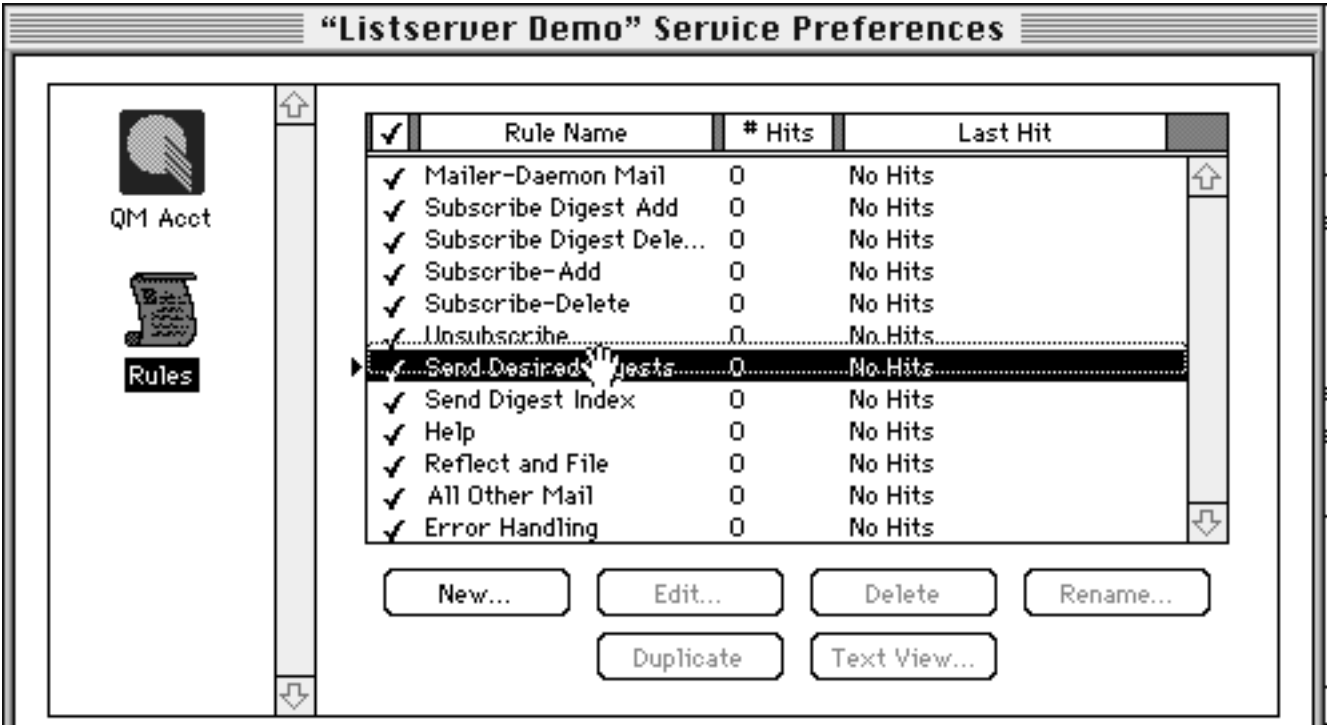 “Listserver Demo” Service Preferences
QM Acct
Rules
✓ Rule Name # Hits Last Hit
✓ Mailer-Daemon Mail 0 No Hits
✓ Subscribe Digest Add 0 No Hits
✓ Subscribe Digest Dele... 0 No Hits
✓ Subscribe-Add 0 No Hits
✓ Subscribe-Delete 0 No Hits
✓ Unsubscribe 0 No Hits
✓ Send Desired 0 No Hits
✓ Send Digest Index 0 No Hits
✓ Help 0 No Hits
✓ Reflect and File 0 No Hits
✓ All Other Mail 0 No Hits
✓ Error Handling 0 No Hits
New... Edit... Delete Rename...
Duplicate Text View...